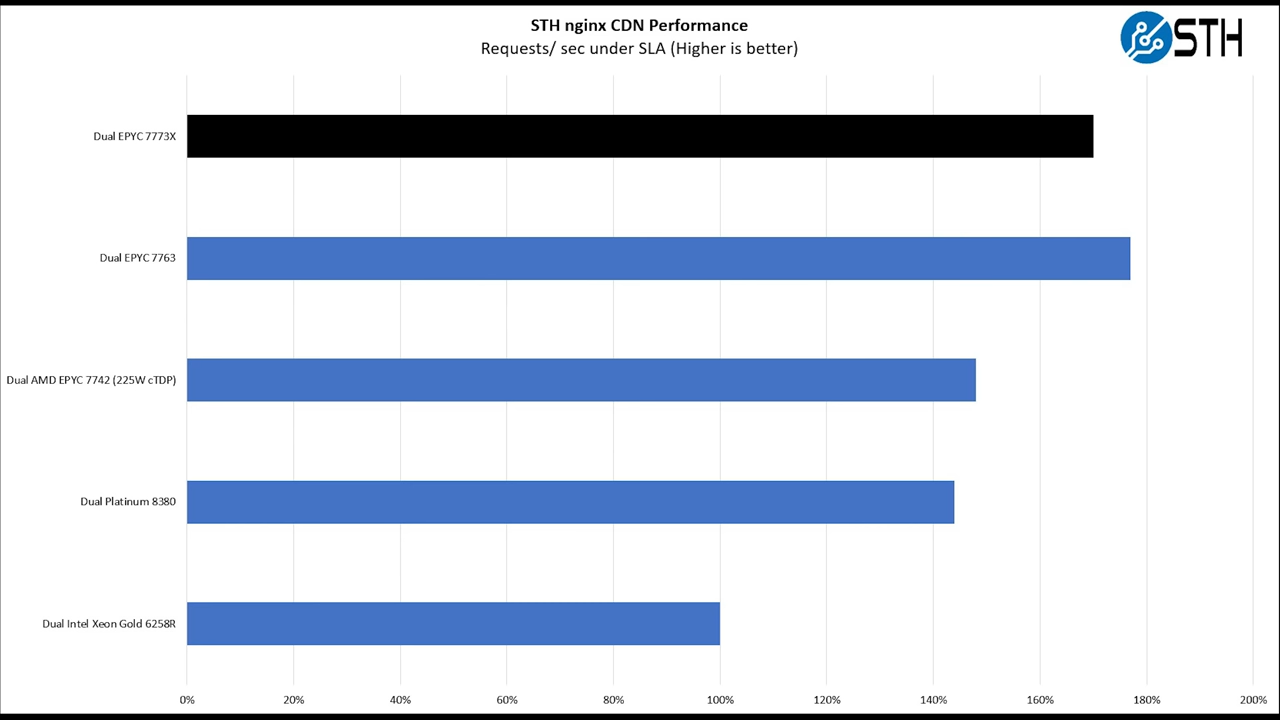 STH nginx CDN Performance
Requests/ sec under SLA (Higher is better)
STH
Dual EPYC 7773X
Dual EPYC 7763
Dual AMD EPYC 7742 (225W cTDP)
Dual Platinum 8380
Dual Intel Xeon Gold 6258R
0% 20% 40% 60% 80% 100% 120% 140% 160% 180% 200%